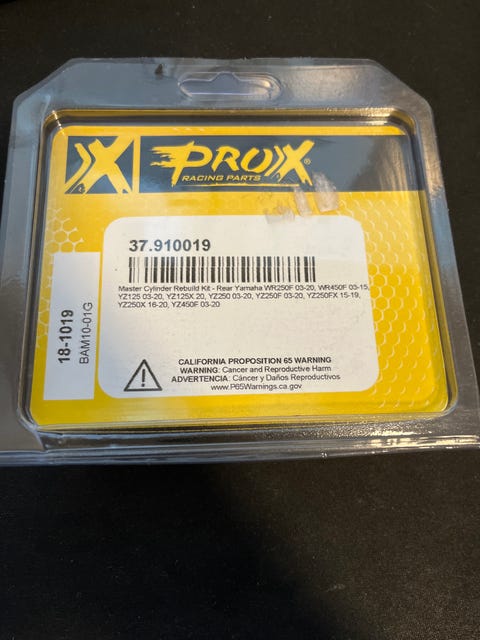 PROX®
RACING PARTS
37.910019
Master Cylinder Rebuild Kit - Rear Yamaha WR250F 03-20, WR450F 03-15,
YZ125 03-20, YZ125X 20, YZ250 03-20, YZ250F 03-20, YZ250FX 15-19,
YZ250X 16-20, YZ450F 03-20
18-1019
BAM10-01G
CALIFORNIA PROPOSITION 65 WARNING
WARNING: Cancer and Reproductive Harm
ADVERTENCIA: Cáncer y Daños Reproductivos
www.P65Warnings.ca.gov